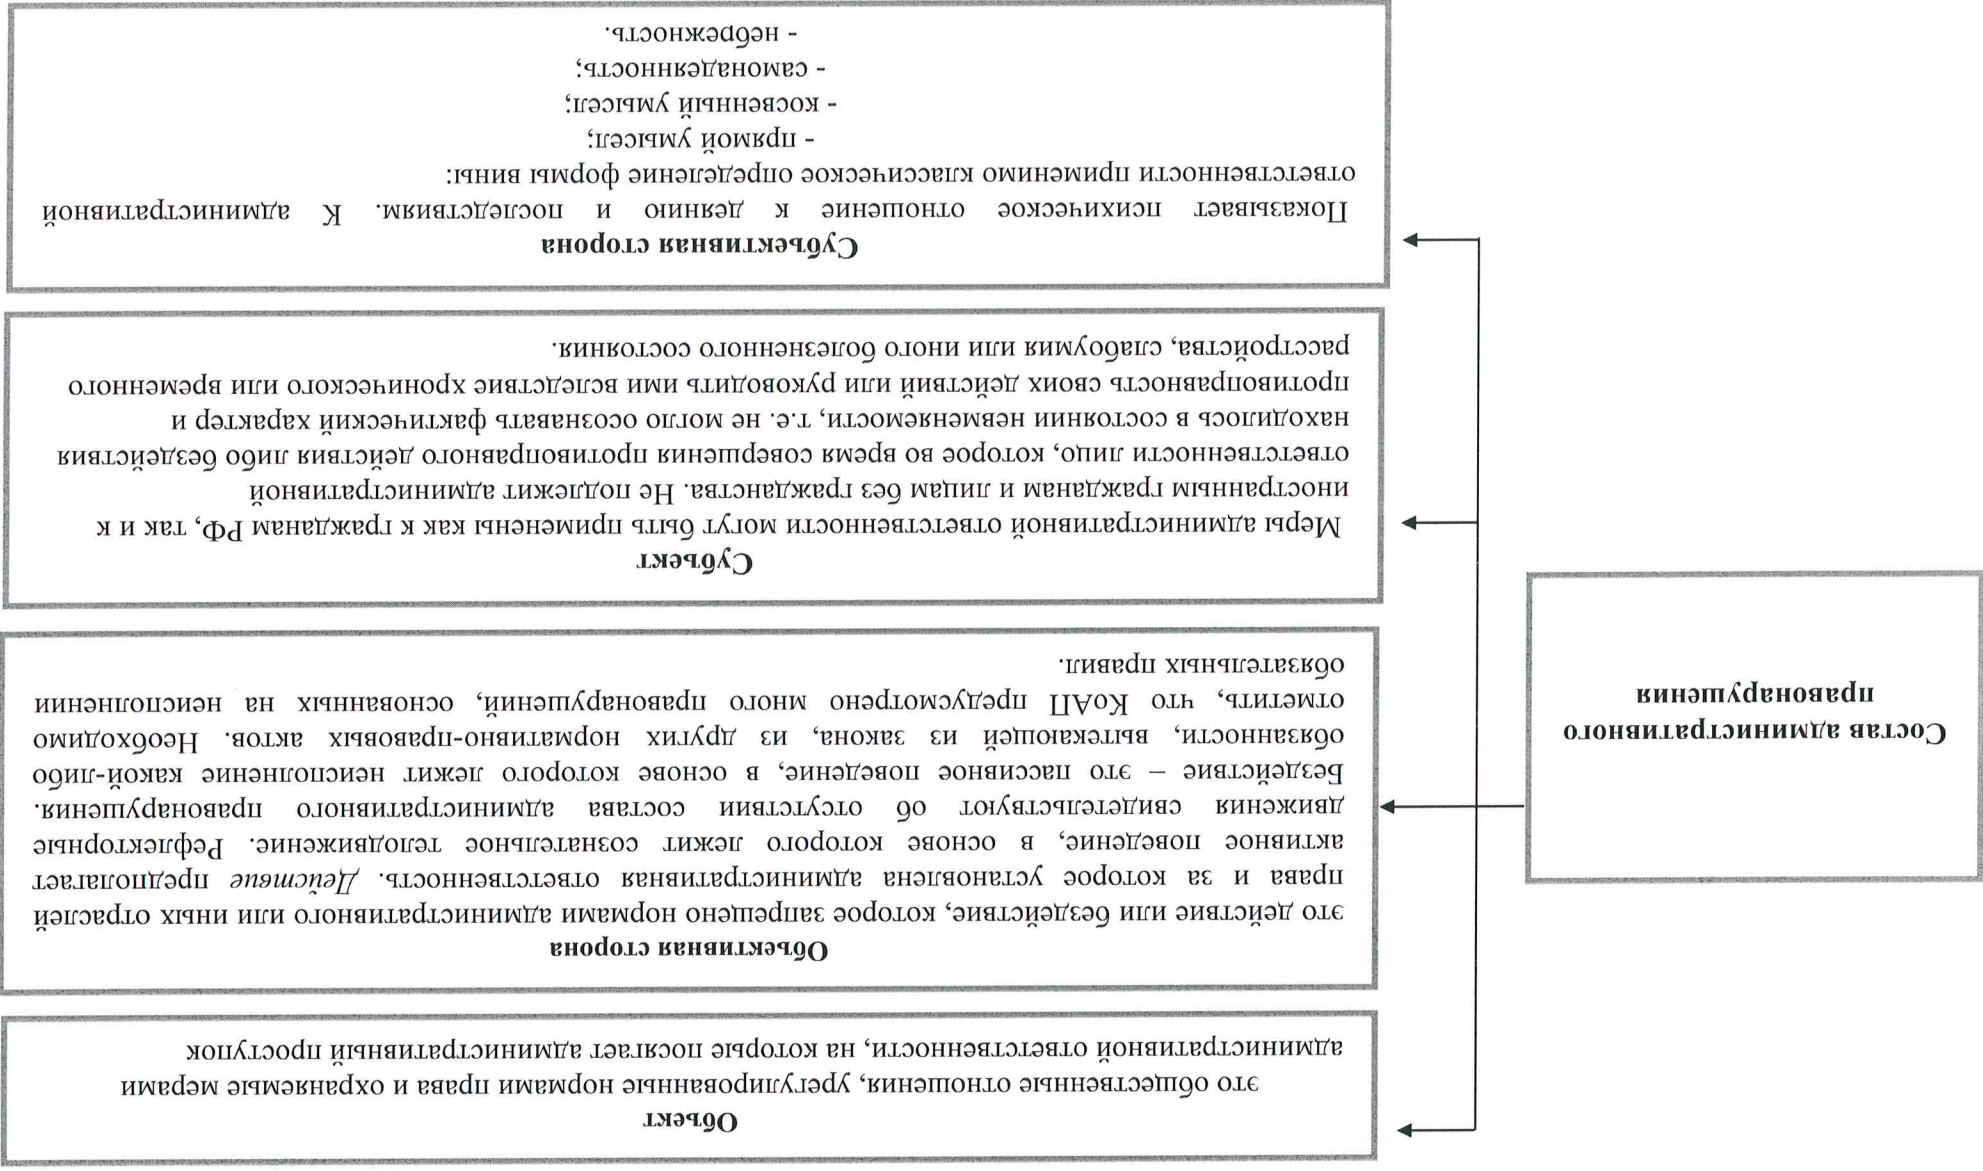 Состав административного
правонарушения
Объект
это общественные отношения, урегулированные нормами права и охраняемые мерами
административной ответственности, на которые посягает административный проступок
Объективная сторона
это действие или бездействие, которое запрещено нормами административного или иных отраслей
права и за которое установлена административная ответственность. Действие предполагает
активное поведение, в основе которого лежит сознательное телодвижение. Рефлекторные
движения свидетельствуют об отсутствии состава административного правонарушения.
Бездействие – это пассивное поведение, в основе которого лежит неисполнение какой-либо
обязанности, вытекающей из закона, из других нормативно-правовых актов. Необходимо
отметить, что КоАП предусмотрено много правонарушений, основанных на неисполнении
обязательных правил.
Субъект
Меры административной ответственности могут быть применены как к гражданам РФ, так и к
иностранным гражданам и лицам без гражданства. Не подлежит административной
ответственности лицо, которое во время совершения противоправного действия либо бездействия
находилось в состоянии невменяемости, т.е. не могло осознавать фактический характер и
противоправность своих действий или руководить ими вследствие хронического или временного
расстройства, слабоумия или иного болезненного состояния.
Субъективная сторона
Показывает психическое отношение к деянию и последствиям. К административной
ответственности применимо классическое определение формы вины:
- прямой умысел;
- косвенный умысел;
- самонадеянность;
- небрежность.